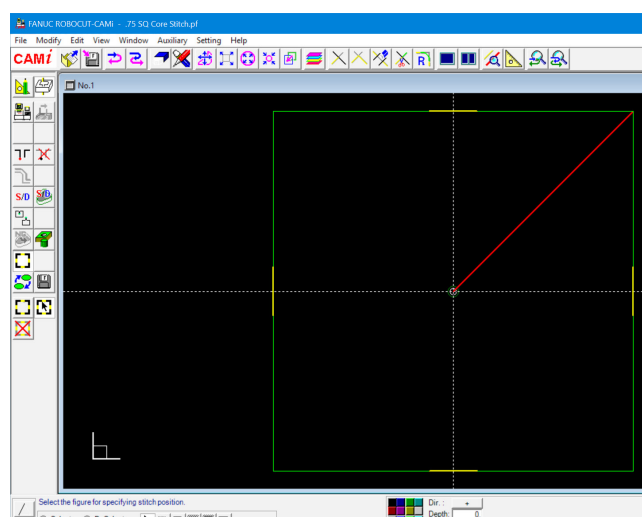 FANUC ROBOCUT-CAMi - .75 SQ Core Stitch.pf
File Modify Edit View Window Auxiliary Setting Help
CAMi
R
No.1
S/D S/D
Select the figure for specifying stitch position.
Dir. : +
Depth: 0